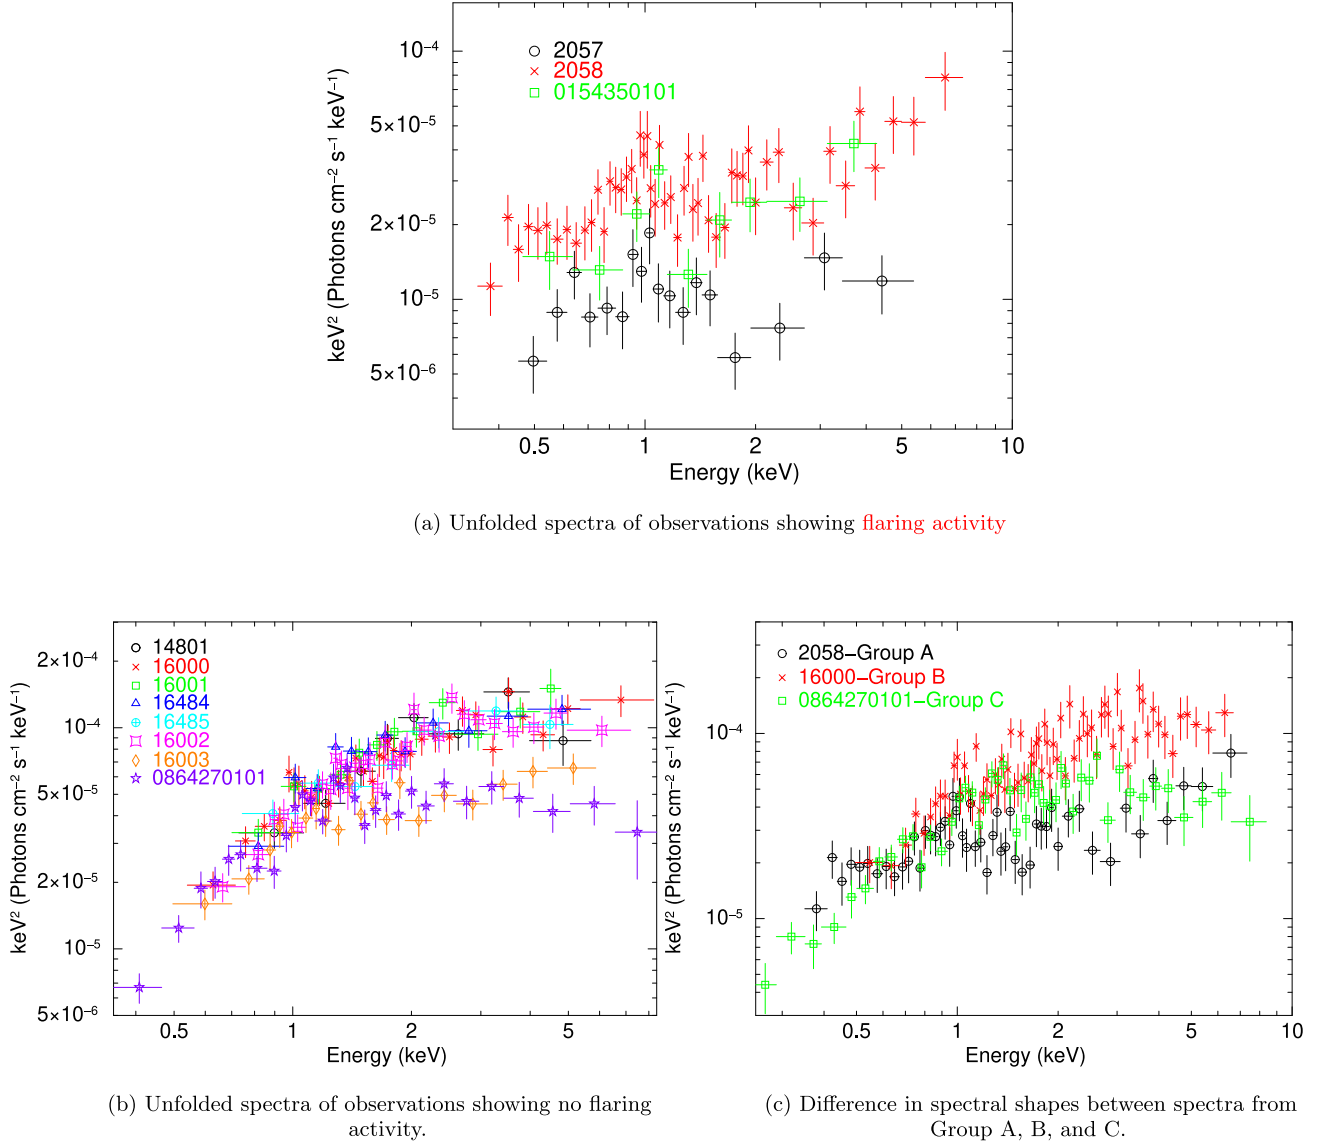 10⁻⁴
5×10⁻⁵
2×10⁻⁵
10⁻⁵
5×10⁻⁶
keV² (Photons cm⁻² s⁻¹ keV⁻¹)
2057
2058
0154350101
0.5 1 2 5 10
Energy (keV)
(a) Unfolded spectra of observations showing flaring activity
2×10⁻⁴
10⁻⁴
5×10⁻⁵
2×10⁻⁵
10⁻⁵
5×10⁻⁶
keV² (Photons cm⁻² s⁻¹ keV⁻¹)
14801
16000
16001
16484
16485
16002
16003
0864270101
0.5 1 2 5
Energy (keV)
(b) Unfolded spectra of observations showing no flaring
activity.
10⁻⁴
10⁻⁵
keV² (Photons cm⁻² s⁻¹ keV⁻¹)
2058−Group A
16000−Group B
0864270101−Group C
0.5 1 2 5 10
Energy (keV)
(c) Difference in spectral shapes between spectra from
Group A, B, and C.